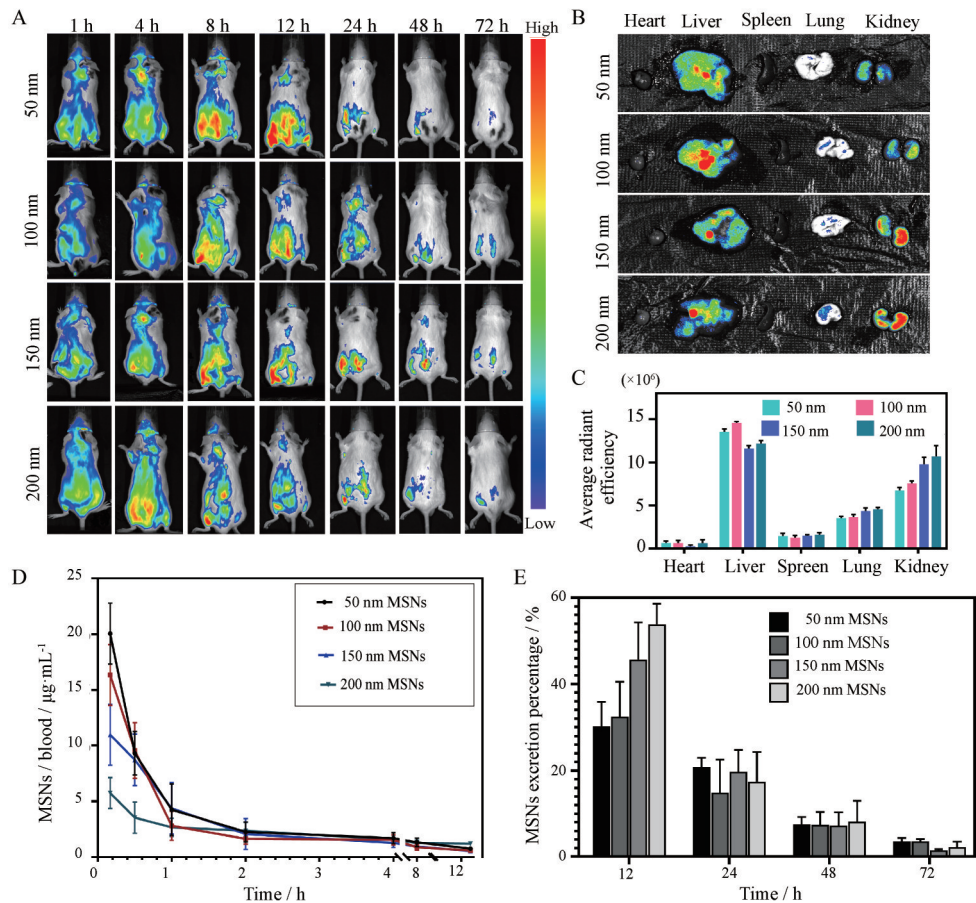 A
1 h 4 h 8 h 12 h 24 h 48 h 72 h
High
50 nm
100 nm
150 nm
200 nm
Low
B
Heart Liver Spleen Lung Kidney
50 nm
100 nm
150 nm
200 nm
C
(×10⁶)
50 nm 100 nm
150 nm 200 nm
Average radiant
efficiency
15
10
5
0
Heart Liver Spreen Lung Kidney
D
MSNs / blood / μg·mL⁻¹
25
20
15
10
5
0
50 nm MSNs
100 nm MSNs
150 nm MSNs
200 nm MSNs
0 1 2 3 4 8 12
Time / h
E
MSNs excretion percentage / %
60
40
20
0
50 nm MSNs
100 nm MSNs
150 nm MSNs
200 nm MSNs
12 24 48 72
Time / h